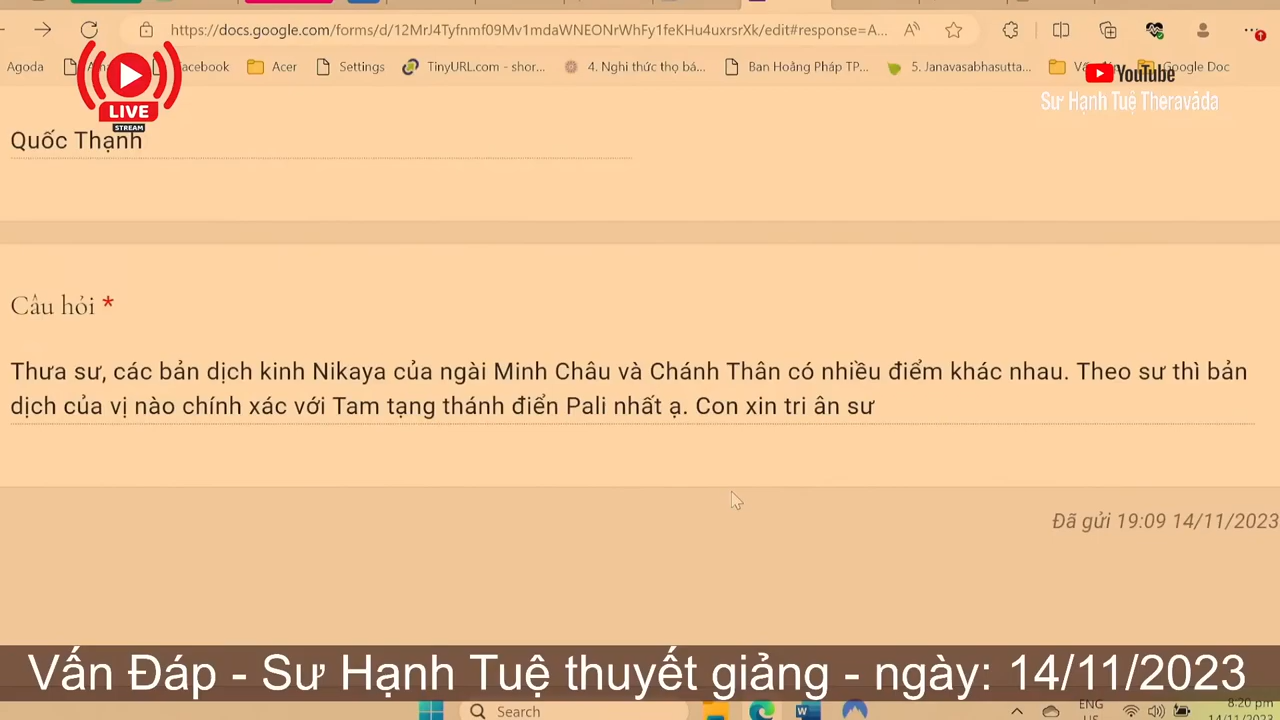 https://docs.google.com/forms/d/12MrJ4Tyfnmf09Mv1mdaWNEONrWhFy1feKHu4uxrsrXk/edit#response=A...
Agoda
acebook
Acer
Settings
TinyURL.com - shor...
4. Nghi thức thọ bá...
Ban Hoằng Pháp TP...
5. Janavasabhasutta...
Google Doc
LIVE
STREAM
YouTube
Sư Hạnh Tuệ Theravāda
Quốc Thạnh
Câu hỏi *
Thưa sư, các bản dịch kinh Nikaya của ngài Minh Châu và Chánh Thân có nhiều điểm khác nhau. Theo sư thì bản
dịch của vị nào chính xác với Tam tạng thánh điển Pali nhất ạ. Con xin tri ân sư
Đã gửi 19:09 14/11/2023
Vấn Đáp - Sư Hạnh Tuệ thuyết giảng - ngày: 14/11/2023
Search
ENG
8:20 pm